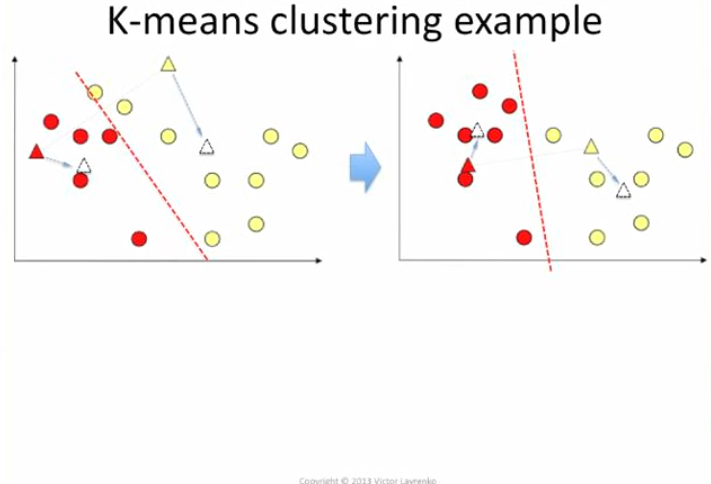 K-means clustering example
Copyright © 2013 Victor Lavrenko